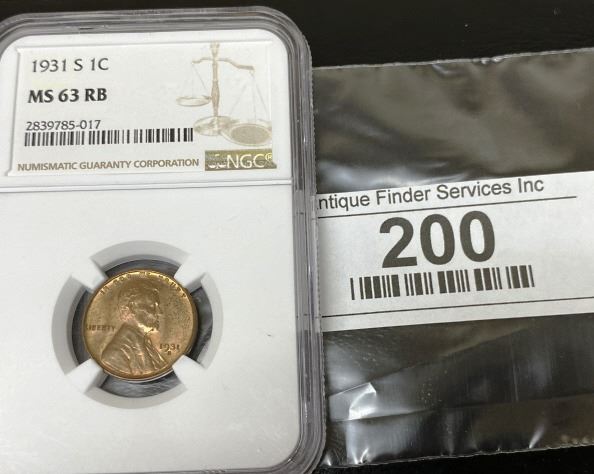 1931 S 1C
MS 63 RB
2839785-017
NUMISMATIC GUARANTY CORPORATION
NGC®
ntique Finder Services Inc
200
LIBERTY
1931
S